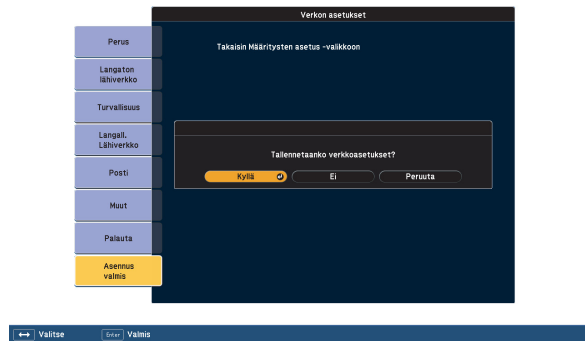 Verkon asetukset
Perus
Takaisin Määritysten asetus -valikkoon
Langaton
lähiverkko
Turvallisuus
Langall.
Lähiverkko
Tallennetaanko verkkoasetukset?
Posti
Kyllä Ei Peruuta
Muut
Palauta
Asennus
valmis
Valitse Enter Valmis